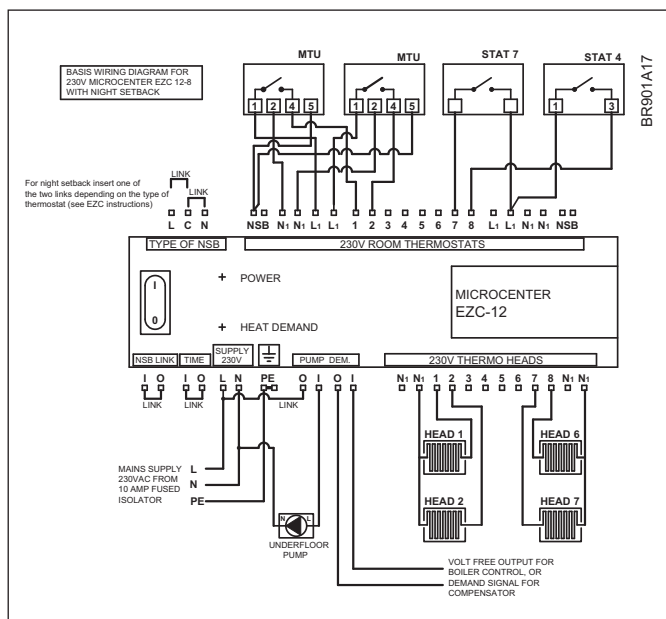 MTU MTU STAT 7 STAT 4
BASIS WIRING DIAGRAM FOR
230V MICROCENTER EZC 12-8
WITH NIGHT SETBACK
BR901A17
1 2 4 5 1 2 4 5 1 3
LINK
For night setback insert one of
the two links depending on the type of
thermostat (see EZC instructions)
LINK
L C N NSB N1 N1 L1 L1 1 2 3 4 5 6 7 8 L1 L1 N1 N1 NSB
TYPE OF NSB 230V ROOM THERMOSTATS
I
O
+ POWER
MICROCENTER
EZC-12
+ HEAT DEMAND
NSB LINK TIME SUPPLY
230V PUMP DEM. 230V THERMO HEADS
I O I O L N PE O I O I N1 N1 1 2 3 4 5 6 7 8 N1 N1
LINK LINK LINK
HEAD 1 HEAD 6
MAINS SUPPLY L
230VAC FROM N
10 AMP FUSED
ISOLATOR PE
HEAD 2 HEAD 7
N L
UNDERFLOOR
PUMP
VOLT FREE OUTPUT FOR
BOILER CONTROL, OR
DEMAND SIGNAL FOR
COMPENSATOR